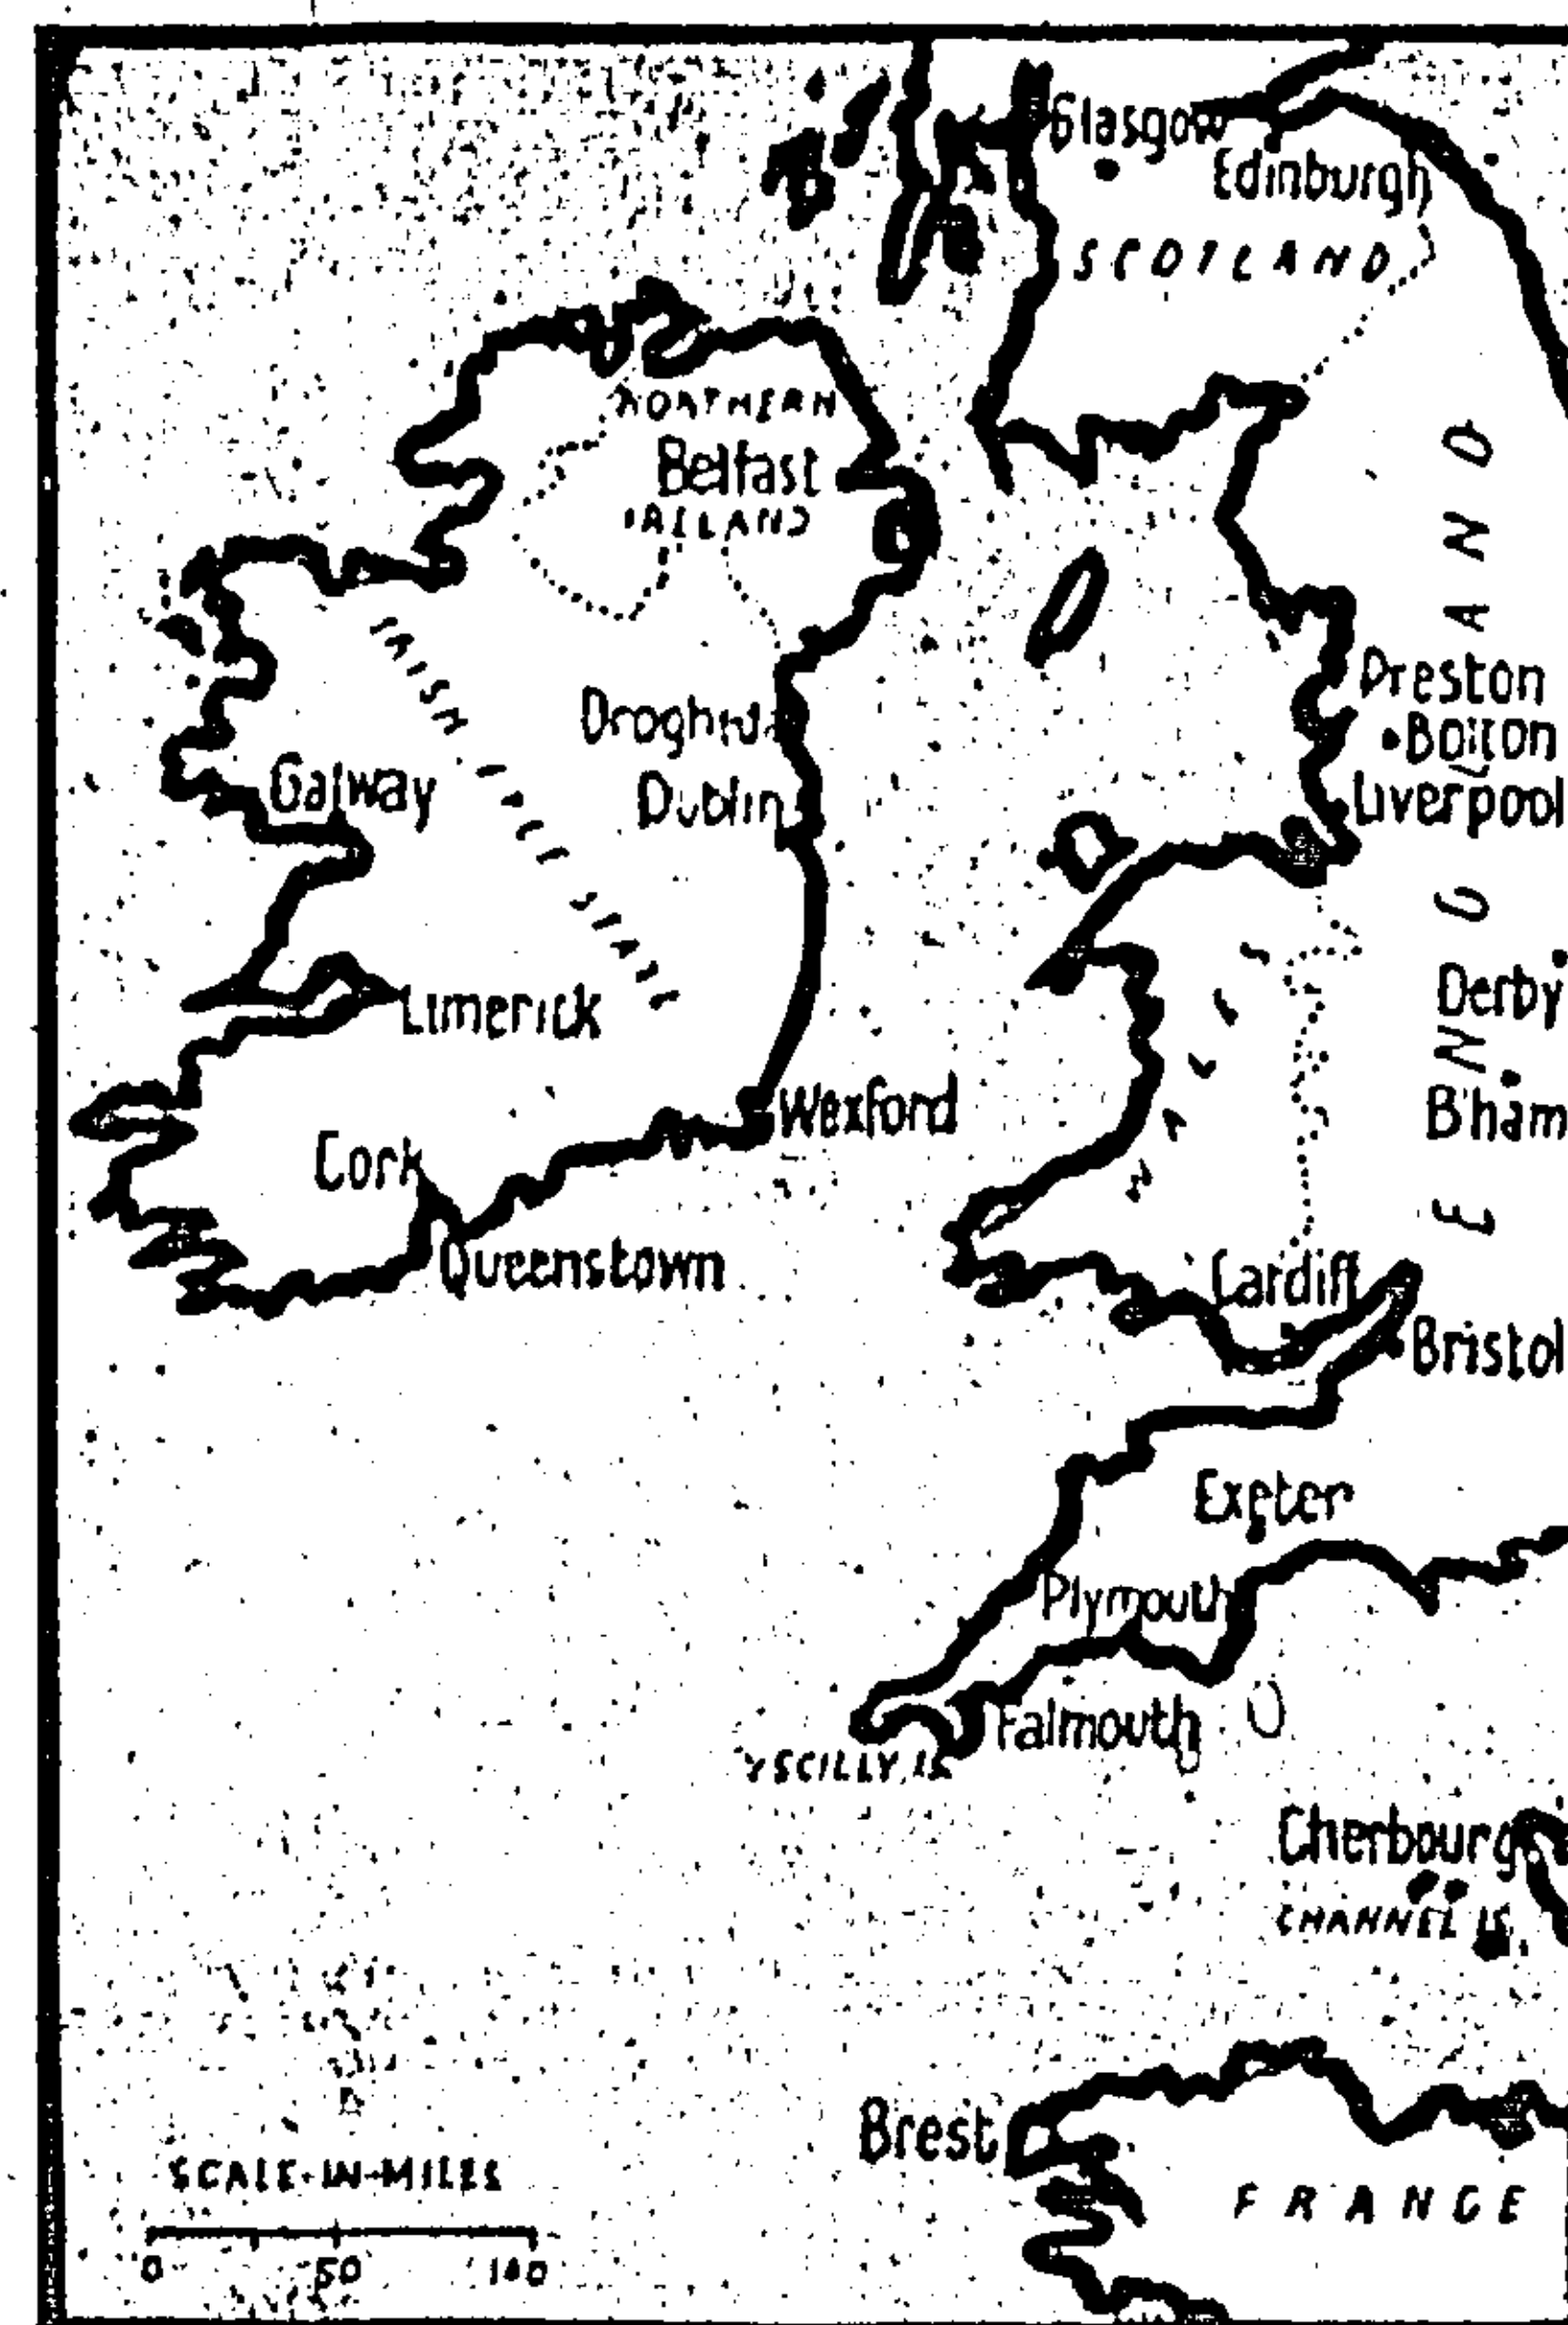 Glasgow
Edinburgh
SCOTLAND
NORTHERN
Belfast
IRELAND
ENGLAND
IRISH FREE STATE
Preston
Bolton
Liverpool
Drogheda
Dublin
Galway
Limerick
Derby
B'ham
Wexford
Cork
Queenstown
Cardiff
Bristol
Exeter
Plymouth
Falmouth
SCILLY IS
Cherbourg
CHANNEL IS.
Brest
FRANCE
SCALE-IN-MILES
0 50 100